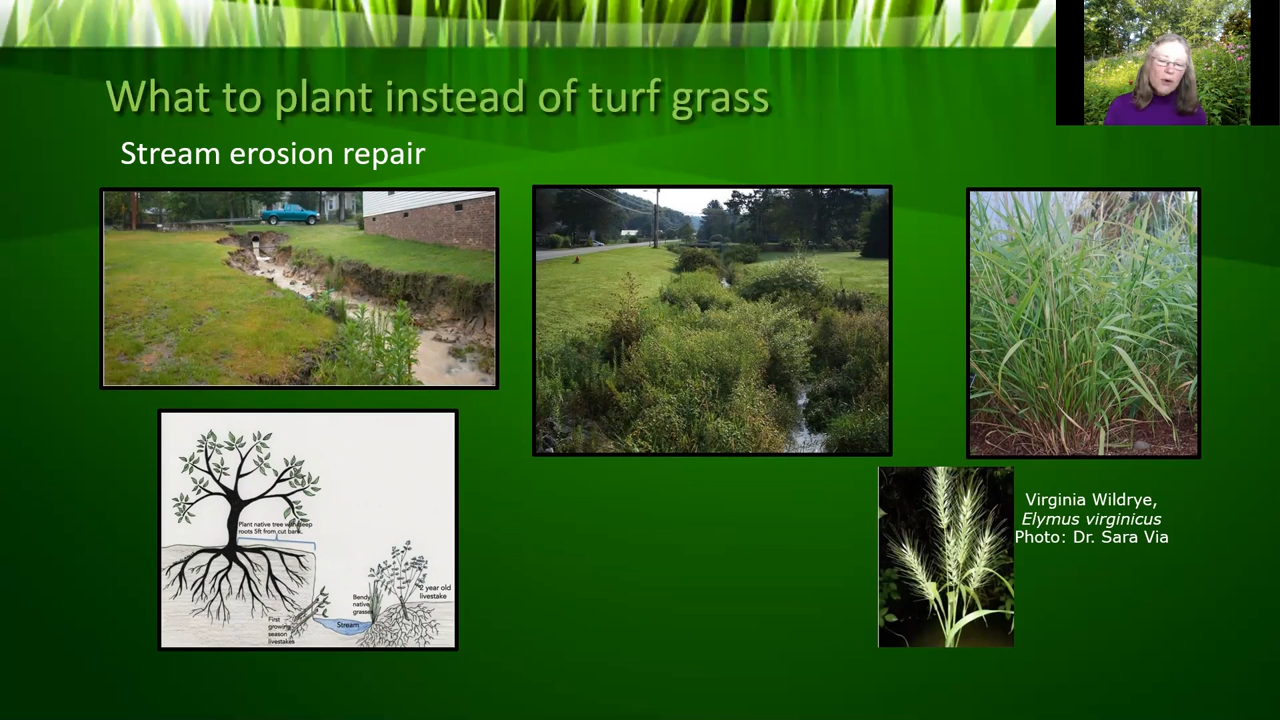 What to plant instead of turf grass
Stream erosion repair
Plant native tree with deep
roots 5ft from cut bank.
2 year old
livestake
Bendy
native
grasses
Stream
First
growing
season
livestakes
Virginia Wildrye,
Elymus virginicus
Photo: Dr. Sara Via